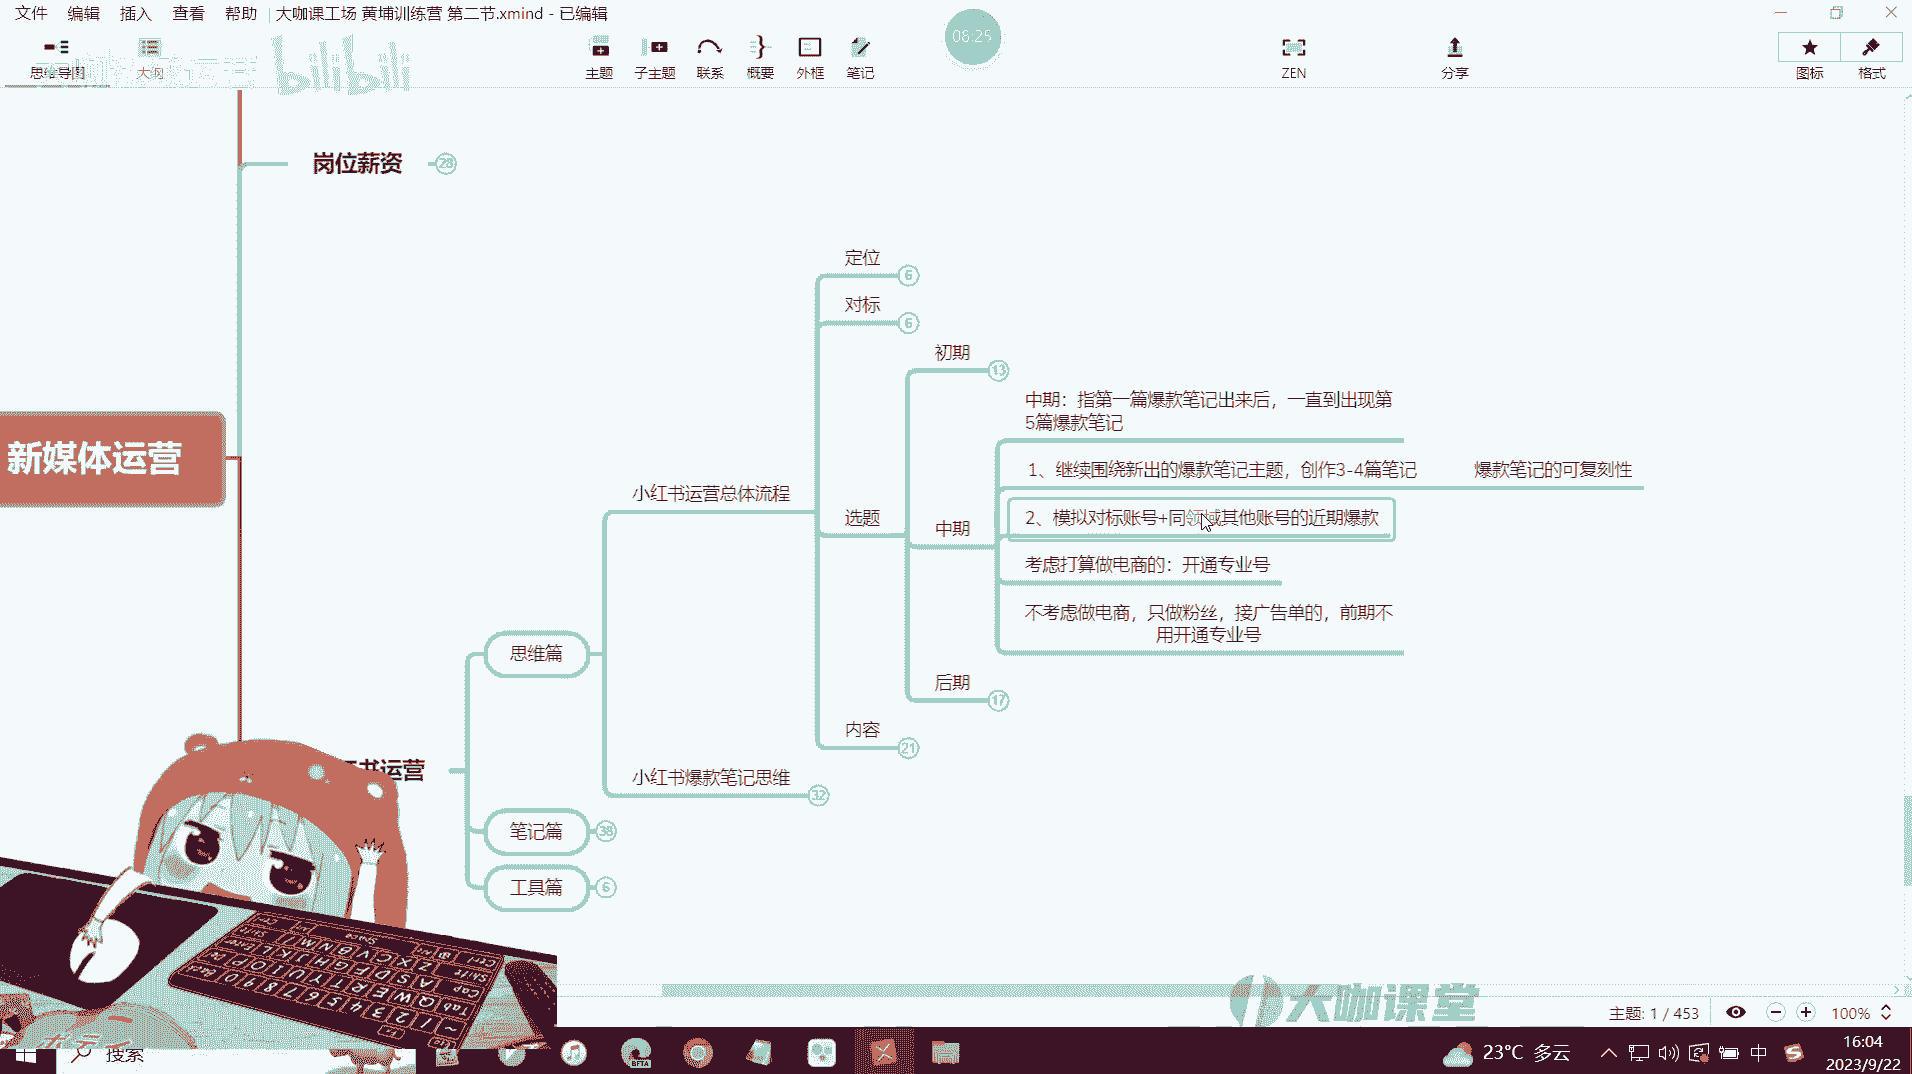 文件 编辑 插入 查看 帮助 大咖课工场 黄埔训练营 第二节.xmind - 已编辑
08:25
bilibili
思维导图 大纲 主题 子主题 联系 概要 外框 笔记 ZEN 分享 图标 格式
岗位薪资 28
定位 6
对标 6
初期 13
中期：指第一篇爆款笔记出来后，一直到出现第
5篇爆款笔记
1、继续围绕新出的爆款笔记主题，创作3-4篇笔记 爆款笔记的可复刻性
新媒体运营
小红书运营总体流程
选题
中期
2、模拟对标账号+同领域其他账号的近期爆款
考虑打算做电商的：开通专业号
不考虑做电商，只做粉丝，接广告单的，前期不
用开通专业号
思维篇
后期 17
内容 21
书运营
小红书爆款笔记思维 32
笔记篇 38
工具篇 6
大咖课堂
主题: 1 / 453 100%
搜索
BETA
23°C 多云
中
16:04
2023/9/22